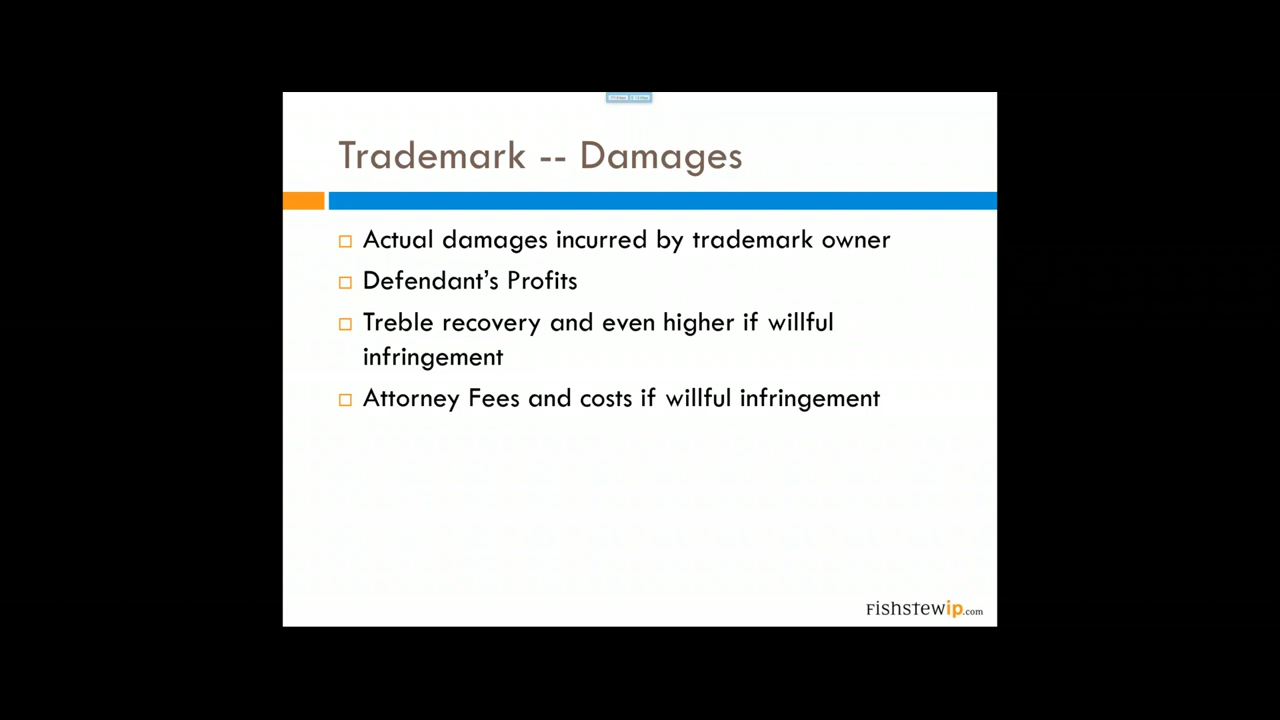 Trademark -- Damages
Actual damages incurred by trademark owner
Defendant's Profits
Treble recovery and even higher if willful
infringement
Attorney Fees and costs if willful infringement
Fishstewip.com